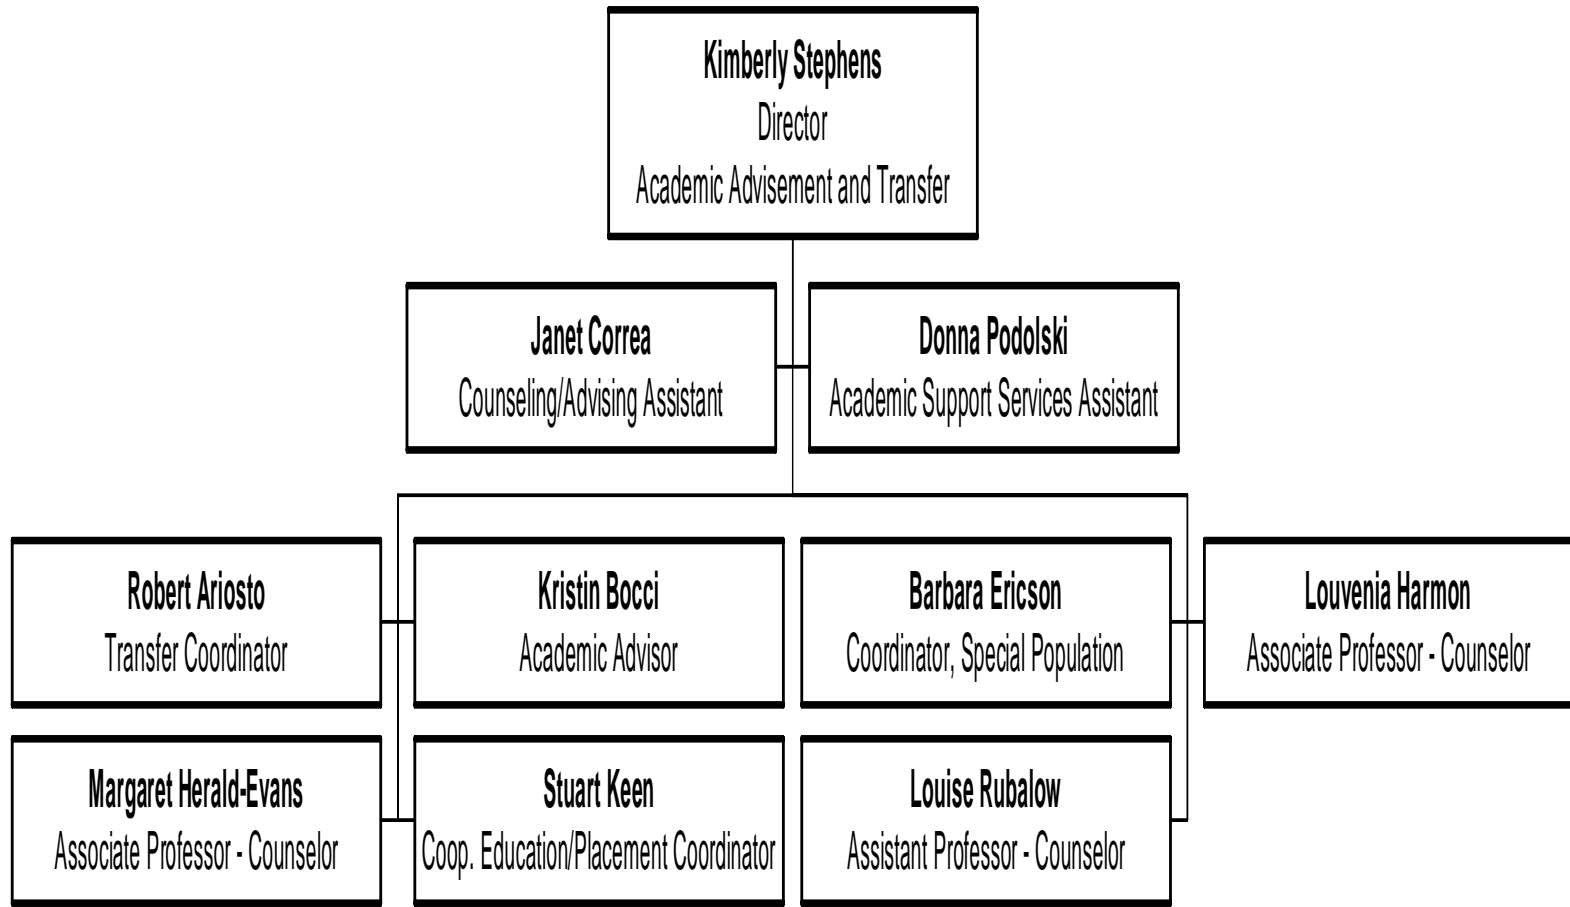 Kimberly Stephens
Director
Academic Advisement and Transfer
Janet Correa
Counseling/Advising Assistant
Donna Podolski
Academic Support Services Assistant
Robert Ariosto
Transfer Coordinator
Kristin Bocci
Academic Advisor
Barbara Ericson
Coordinator, Special Population
Louvenia Harmon
Associate Professor - Counselor
Margaret Herald-Evans
Associate Professor - Counselor
Stuart Keen
Coop. Education/Placement Coordinator
Louise Rubalow
Assistant Professor - Counselor